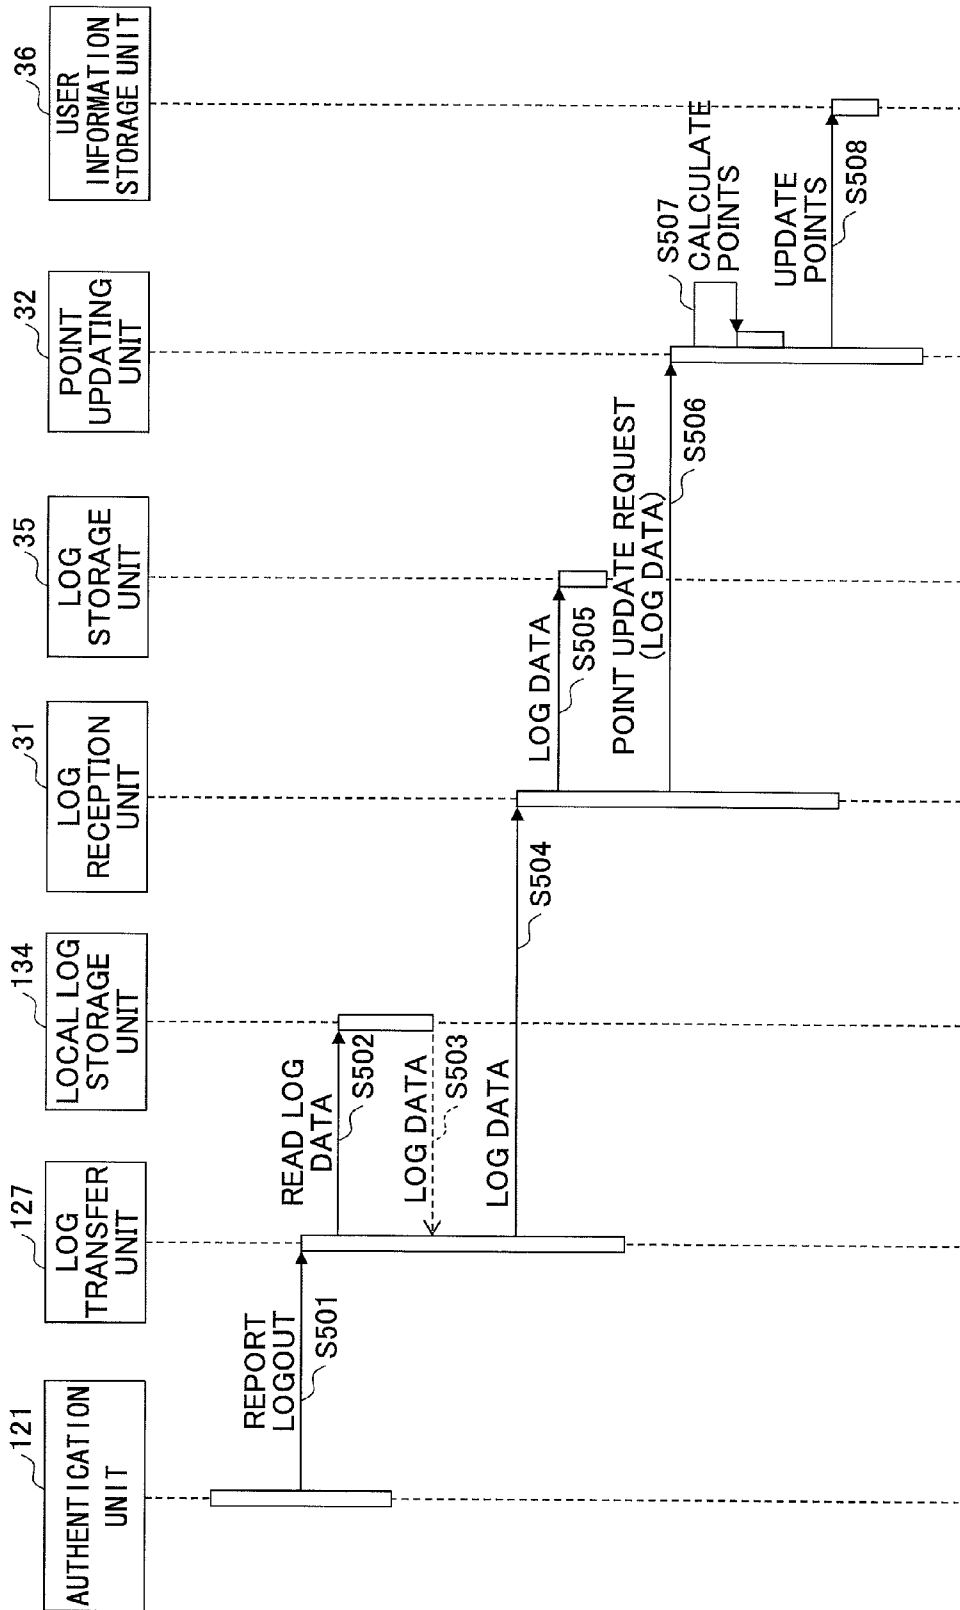 121
AUTHENTICATION
UNIT
127
LOG
TRANSFER
UNIT
134
LOCAL LOG
STORAGE
UNIT
31
LOG
RECEPTION
UNIT
35
LOG
STORAGE
UNIT
32
POINT
UPDATING
UNIT
36
USER
INFORMATION
STORAGE UNIT
REPORT
LOGOUT
S501
READ LOG
DATA
S502
LOG DATA
S503
LOG DATA
S504
LOG DATA
S505
POINT UPDATE REQUEST
(LOG DATA)
S506
S507
CALCULATE
POINTS
UPDATE
POINTS
S508